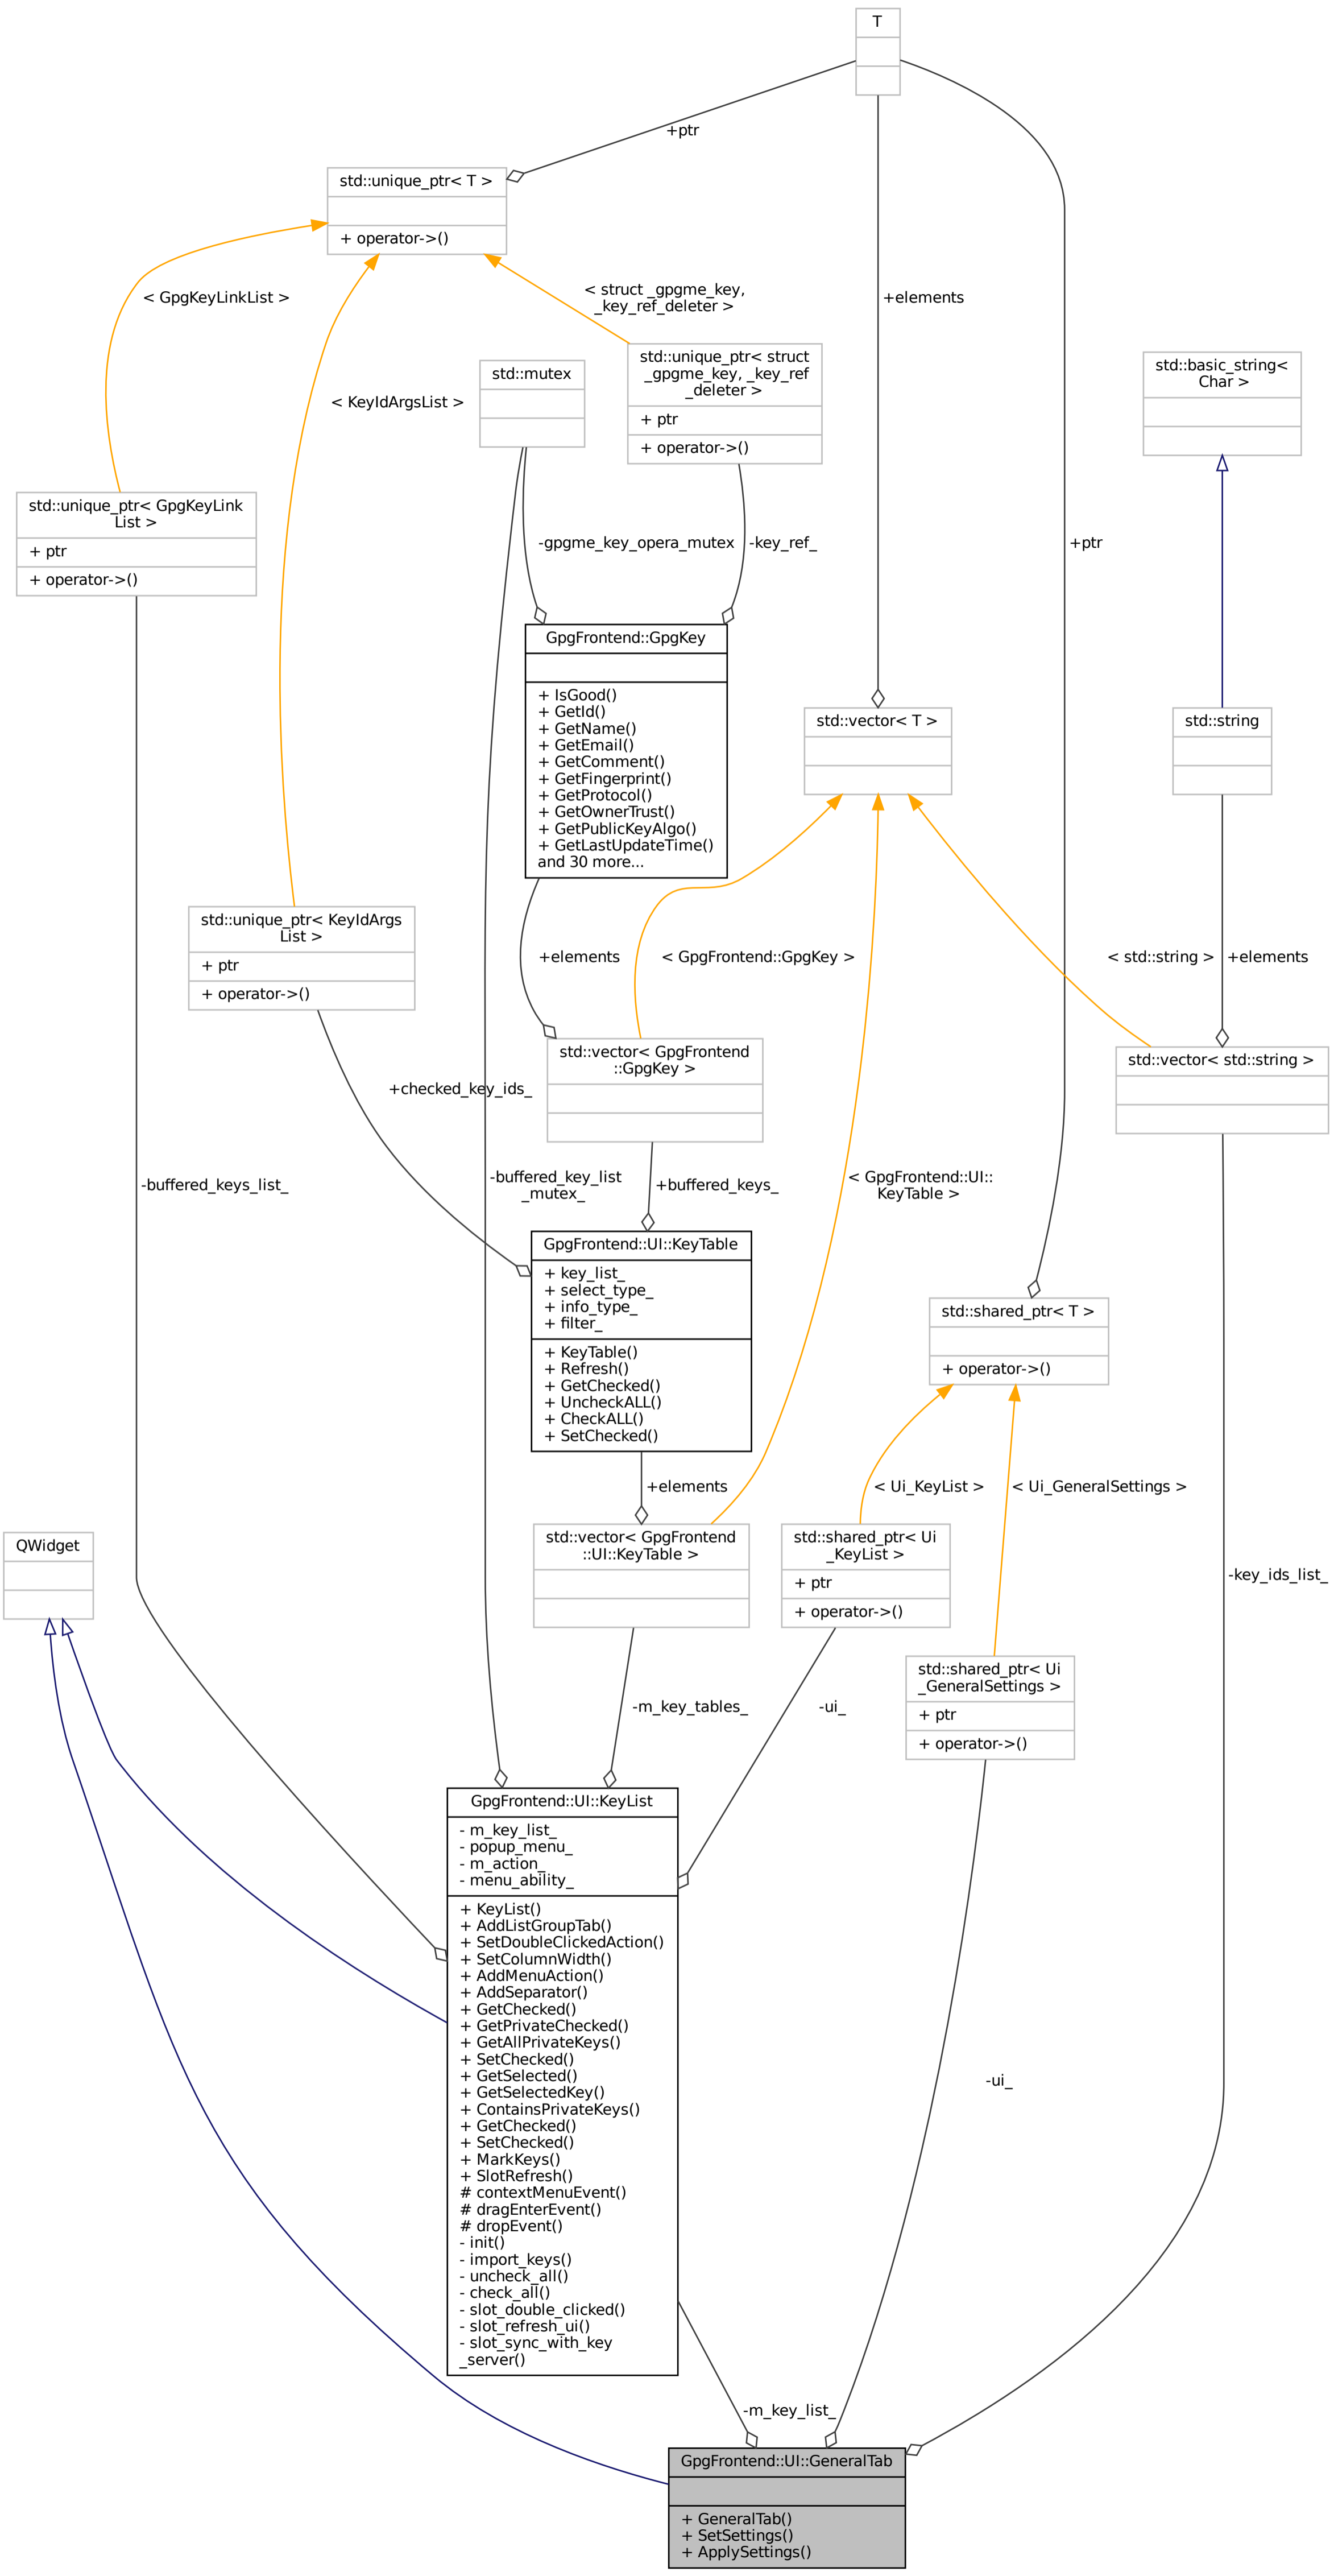 T
+ptr
std::unique_ptr< T >
+ operator->()
< GpgKeyLinkList >
< struct _gpgme_key,
_key_ref_deleter >
+elements
std::mutex
std::unique_ptr< struct
_gpgme_key, _key_ref
_deleter >
+ ptr
+ operator->()
std::basic_string<
Char >
< KeyIdArgsList >
std::unique_ptr< GpgKeyLink
List >
+ ptr
+ operator->()
-gpgme_key_opera_mutex
-key_ref_
+ptr
GpgFrontend::GpgKey
+ IsGood()
+ GetId()
+ GetName()
+ GetEmail()
+ GetComment()
+ GetFingerprint()
+ GetProtocol()
+ GetOwnerTrust()
+ GetPublicKeyAlgo()
+ GetLastUpdateTime()
and 30 more...
std::vector< T >
std::string
std::unique_ptr< KeyIdArgs
List >
+ ptr
+ operator->()
+elements
< GpgFrontend::GpgKey >
< std::string >
+elements
std::vector< GpgFrontend
::GpgKey >
std::vector< std::string >
+checked_key_ids_
-buffered_keys_list_
-buffered_key_list
_mutex_
+buffered_keys_
< GpgFrontend::UI::
KeyTable >
GpgFrontend::UI::KeyTable
+ key_list_
+ select_type_
+ info_type_
+ filter_
+ KeyTable()
+ Refresh()
+ GetChecked()
+ UncheckALL()
+ CheckALL()
+ SetChecked()
std::shared_ptr< T >
+ operator->()
+elements
< Ui_KeyList >
< Ui_GeneralSettings >
QWidget
std::vector< GpgFrontend
::UI::KeyTable >
std::shared_ptr< Ui
_KeyList >
+ ptr
+ operator->()
-key_ids_list_
std::shared_ptr< Ui
_GeneralSettings >
+ ptr
+ operator->()
-m_key_tables_
-ui_
GpgFrontend::UI::KeyList
- m_key_list_
- popup_menu_
- m_action_
- menu_ability_
+ KeyList()
+ AddListGroupTab()
+ SetDoubleClickedAction()
+ SetColumnWidth()
+ AddMenuAction()
+ AddSeparator()
+ GetChecked()
+ GetPrivateChecked()
+ GetAllPrivateKeys()
+ SetChecked()
+ GetSelected()
+ GetSelectedKey()
+ ContainsPrivateKeys()
+ GetChecked()
+ SetChecked()
+ MarkKeys()
+ SlotRefresh()
# contextMenuEvent()
# dragEnterEvent()
# dropEvent()
- init()
- import_keys()
- uncheck_all()
- check_all()
- slot_double_clicked()
- slot_refresh_ui()
- slot_sync_with_key
_server()
-ui_
-m_key_list_
GpgFrontend::UI::GeneralTab
+ GeneralTab()
+ SetSettings()
+ ApplySettings()